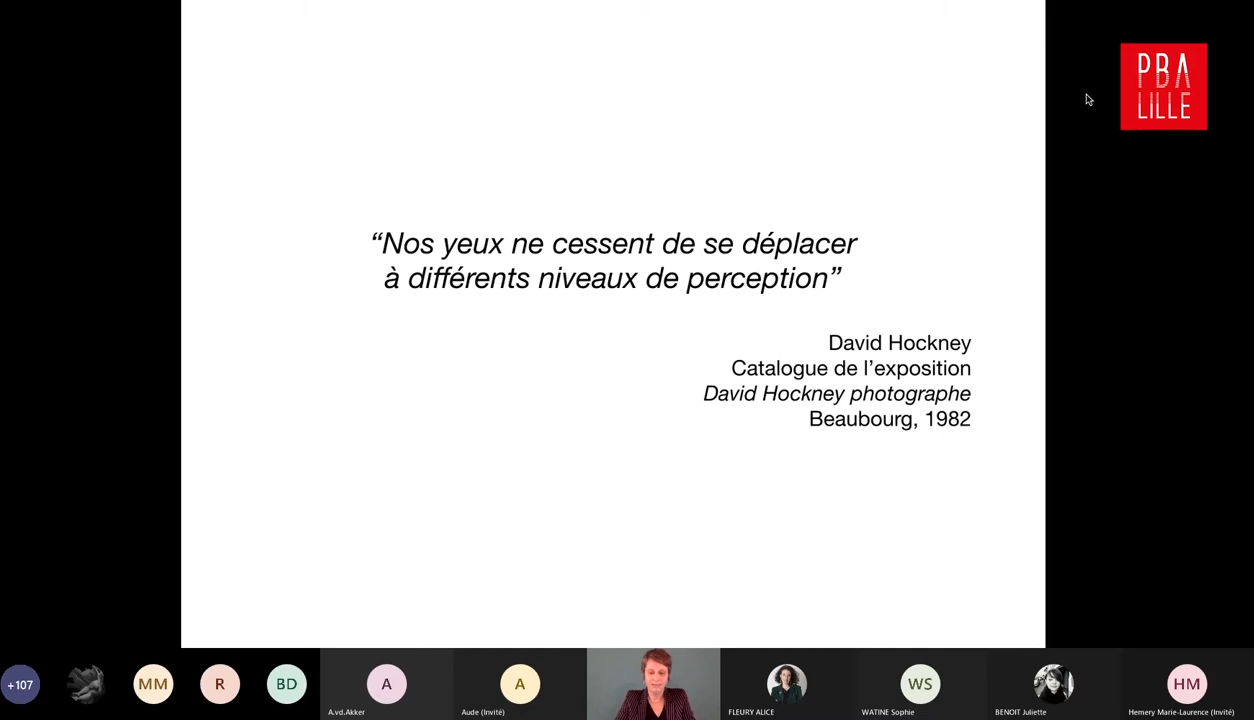 PBA
LILLE
“Nos yeux ne cessent de se déplacer
à différents niveaux de perception”
David Hockney
Catalogue de l’exposition
David Hockney photographe
Beaubourg, 1982
+107
MM
R
BD
A
A.vd.Akker
A
Aude (Invité)
FLEURY ALICE
WS
WATINE Sophie
BENOIT Juliette
HM
Hemery Marie-Laurence (Invité)